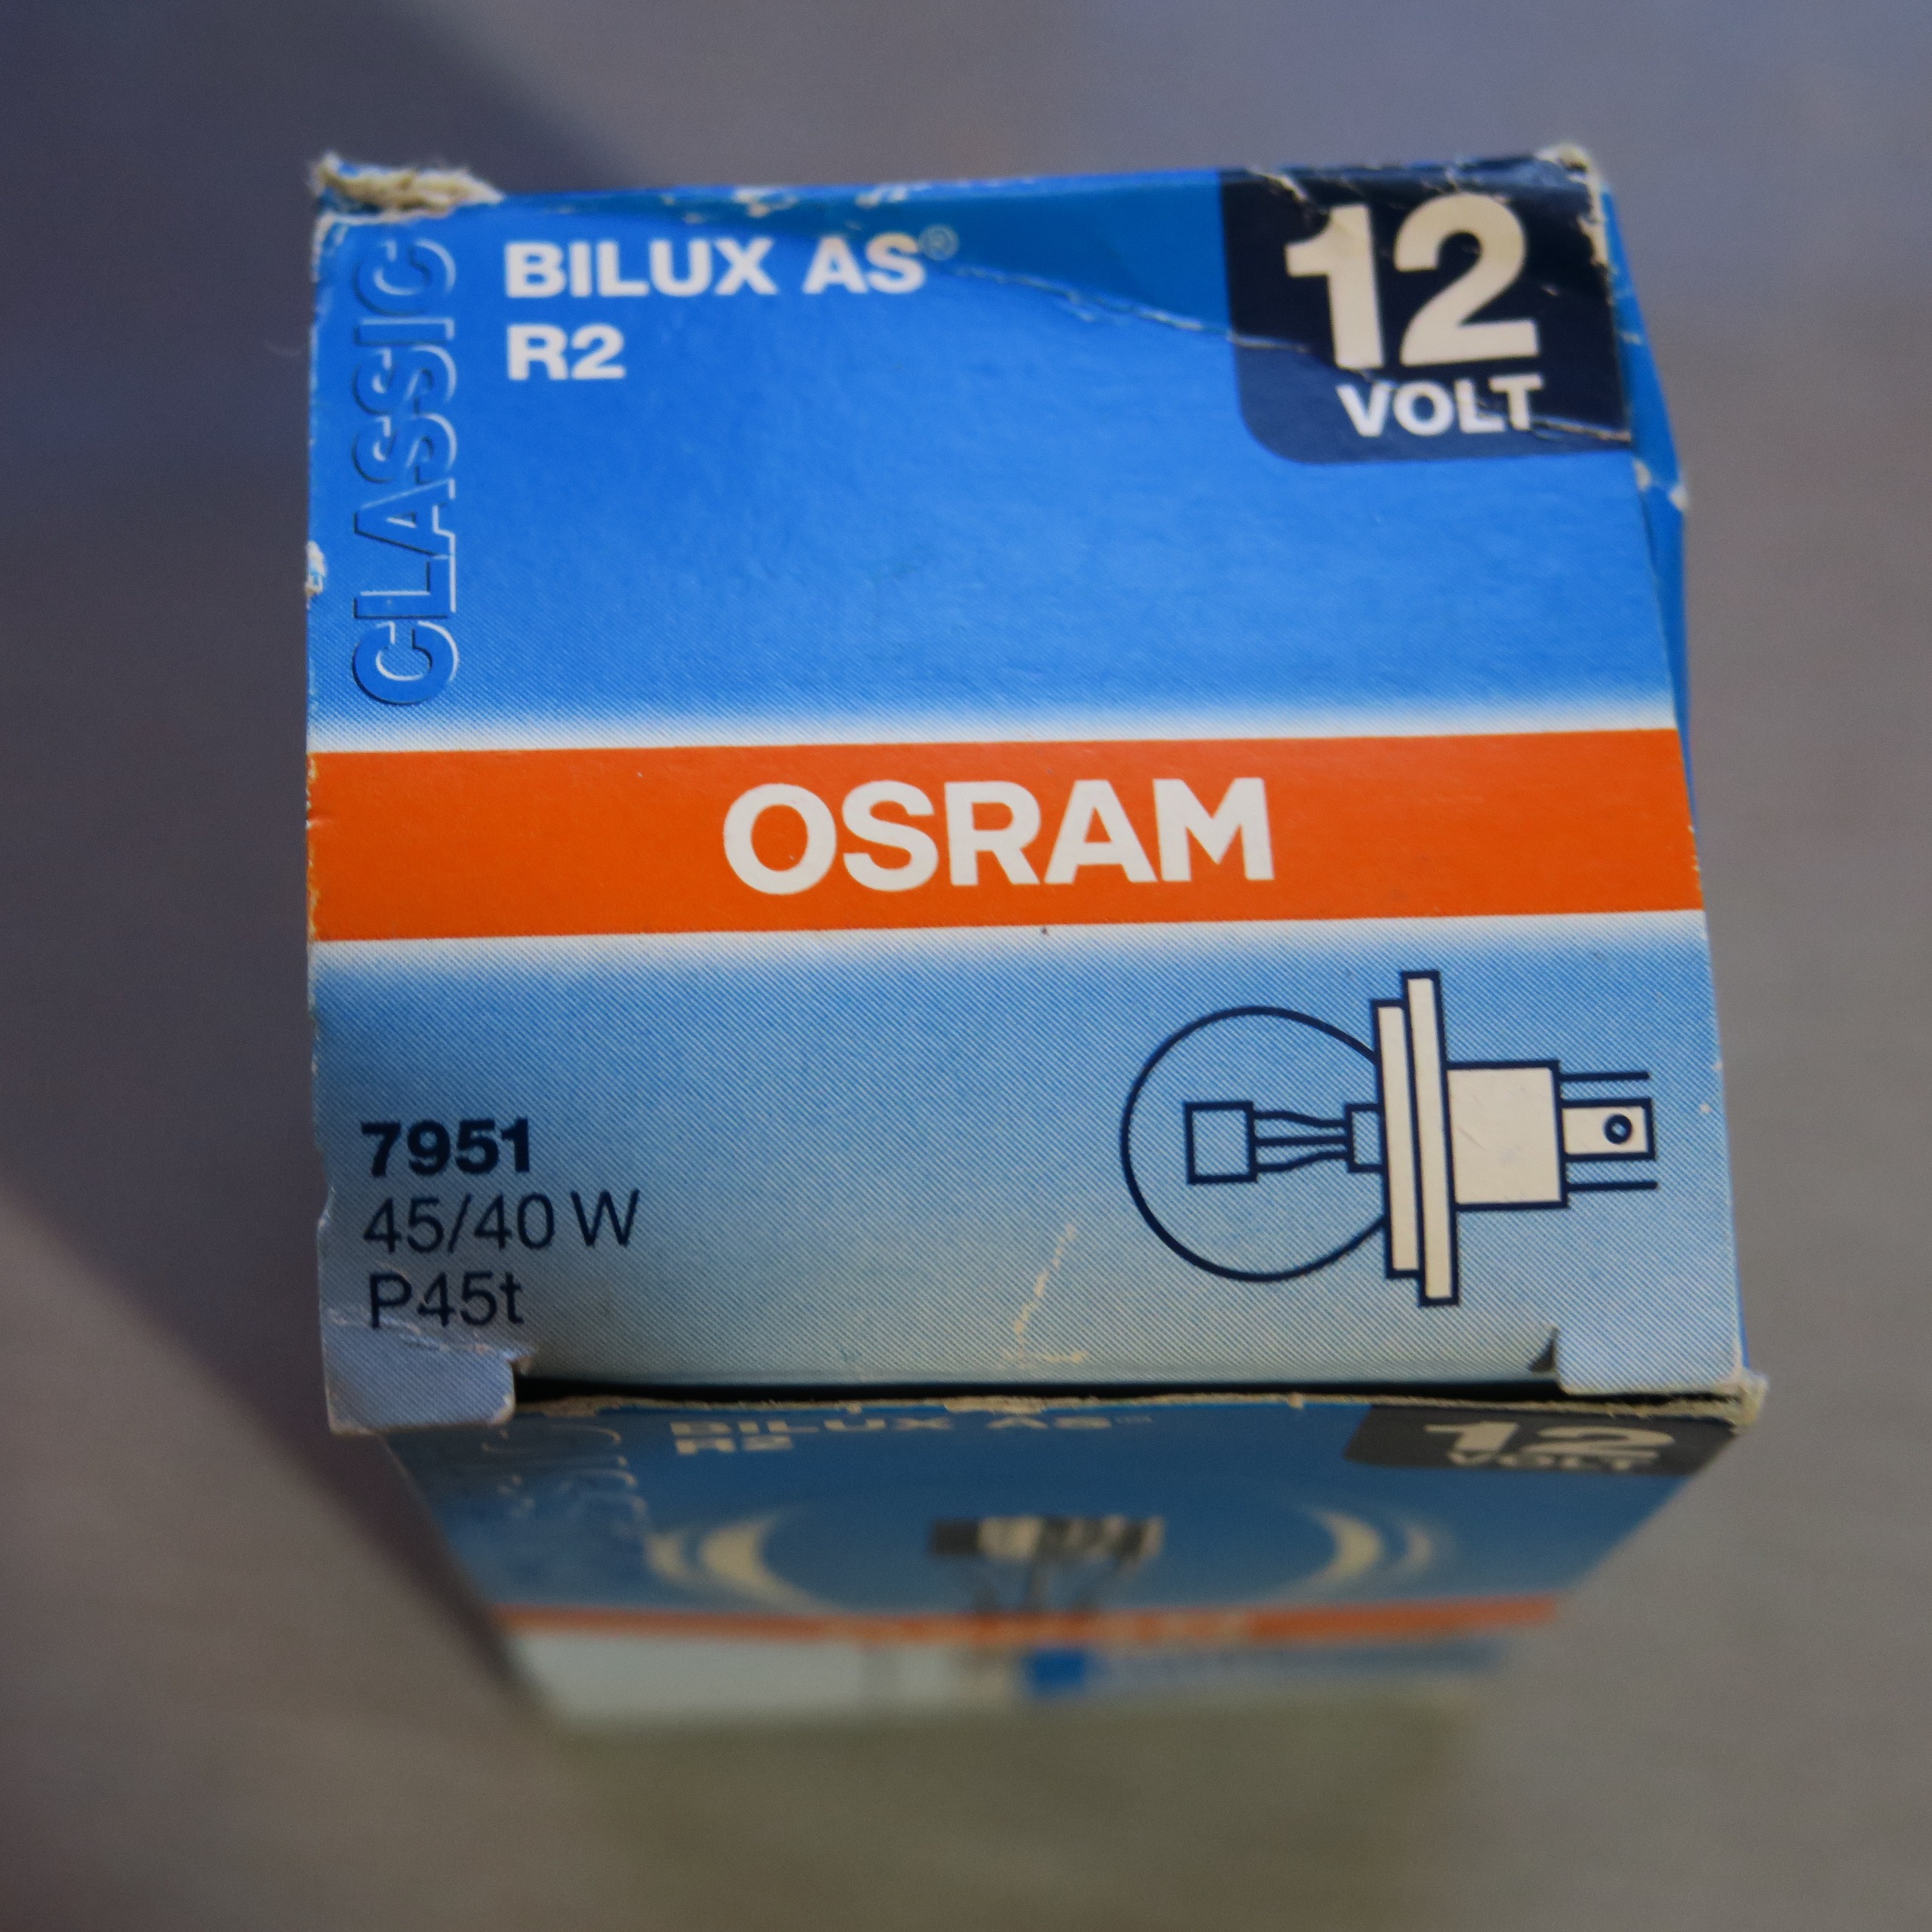 CLASSIC
BILUX AS®
R2
12
VOLT
OSRAM
7951
45/40 W
P45t
BILUX AS
R2
12
VOLT